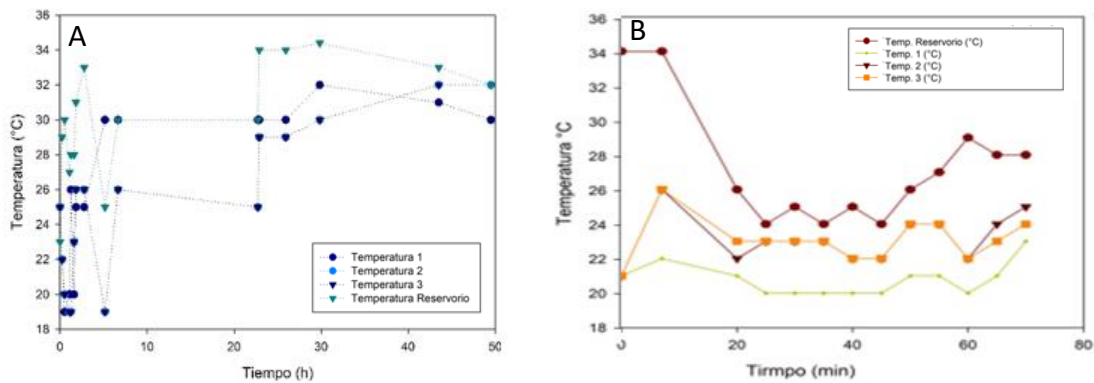 A
Temperatura (°C)
36
34
32
30
28
26
24
22
20
18
0
10
20
30
40
50
Tiempo (h)
Temperatura 1
Temperatura 2
Temperatura 3
Temperatura Reservorio
B
Temperatura °C
36
34
32
30
28
26
24
22
20
18
0
20
40
60
80
Tirmpo (min)
Temp. Reservorio (°C)
Temp. 1 (°C)
Temp. 2 (°C)
Temp. 3 (°C)